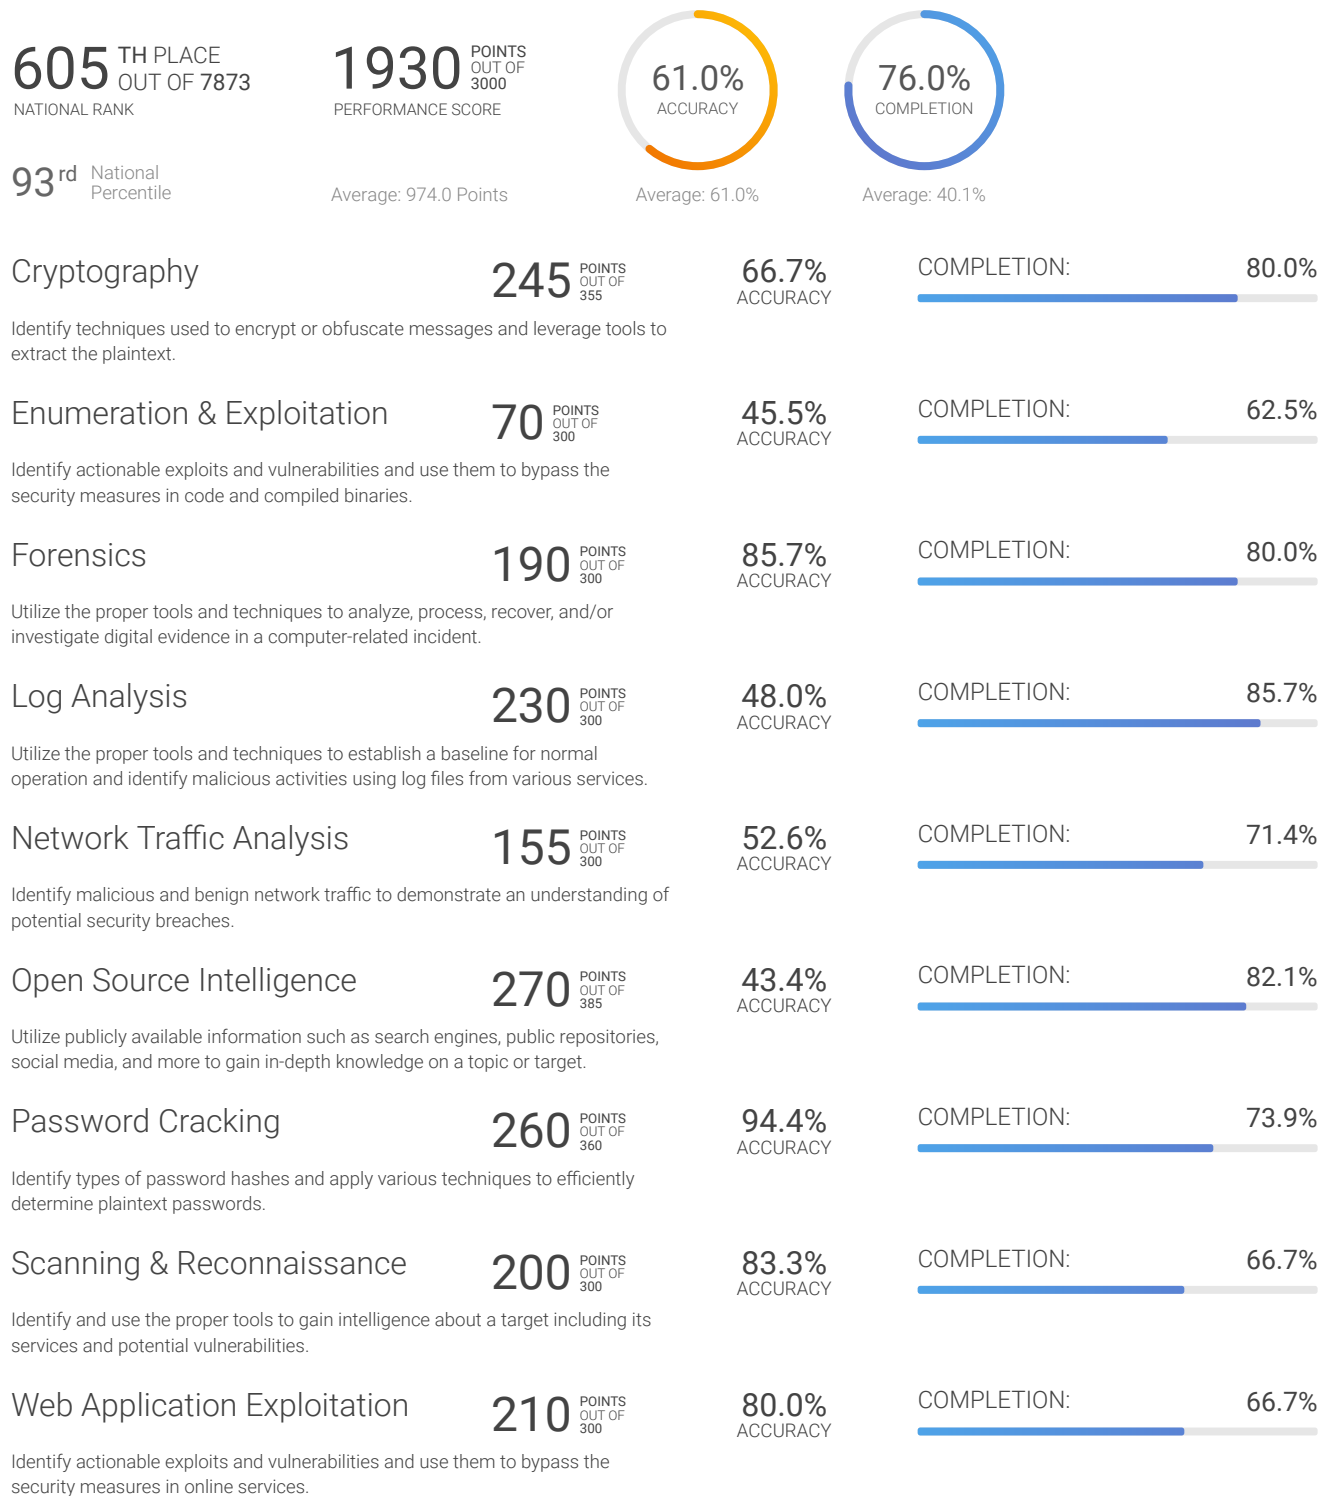 605 TH PLACE
OUT OF 7873
NATIONAL RANK
1930 POINTS
OUT OF
3000
PERFORMANCE SCORE
61.0%
ACCURACY
76.0%
COMPLETION
93rd National
Percentile
Average: 974.0 Points
Average: 61.0%
Average: 40.1%
Cryptography
245 POINTS
OUT OF
355
66.7%
ACCURACY
COMPLETION: 80.0%
Identify techniques used to encrypt or obfuscate messages and leverage tools to
extract the plaintext.
Enumeration & Exploitation
70 POINTS
OUT OF
300
45.5%
ACCURACY
COMPLETION: 62.5%
Identify actionable exploits and vulnerabilities and use them to bypass the
security measures in code and compiled binaries.
Forensics
190 POINTS
OUT OF
300
85.7%
ACCURACY
COMPLETION: 80.0%
Utilize the proper tools and techniques to analyze, process, recover, and/or
investigate digital evidence in a computer-related incident.
Log Analysis
230 POINTS
OUT OF
300
48.0%
ACCURACY
COMPLETION: 85.7%
Utilize the proper tools and techniques to establish a baseline for normal
operation and identify malicious activities using log files from various services.
Network Traffic Analysis
155 POINTS
OUT OF
300
52.6%
ACCURACY
COMPLETION: 71.4%
Identify malicious and benign network traffic to demonstrate an understanding of
potential security breaches.
Open Source Intelligence
270 POINTS
OUT OF
385
43.4%
ACCURACY
COMPLETION: 82.1%
Utilize publicly available information such as search engines, public repositories,
social media, and more to gain in-depth knowledge on a topic or target.
Password Cracking
260 POINTS
OUT OF
360
94.4%
ACCURACY
COMPLETION: 73.9%
Identify types of password hashes and apply various techniques to efficiently
determine plaintext passwords.
Scanning & Reconnaissance
200 POINTS
OUT OF
300
83.3%
ACCURACY
COMPLETION: 66.7%
Identify and use the proper tools to gain intelligence about a target including its
services and potential vulnerabilities.
Web Application Exploitation
210 POINTS
OUT OF
300
80.0%
ACCURACY
COMPLETION: 66.7%
Identify actionable exploits and vulnerabilities and use them to bypass the
security measures in online services.